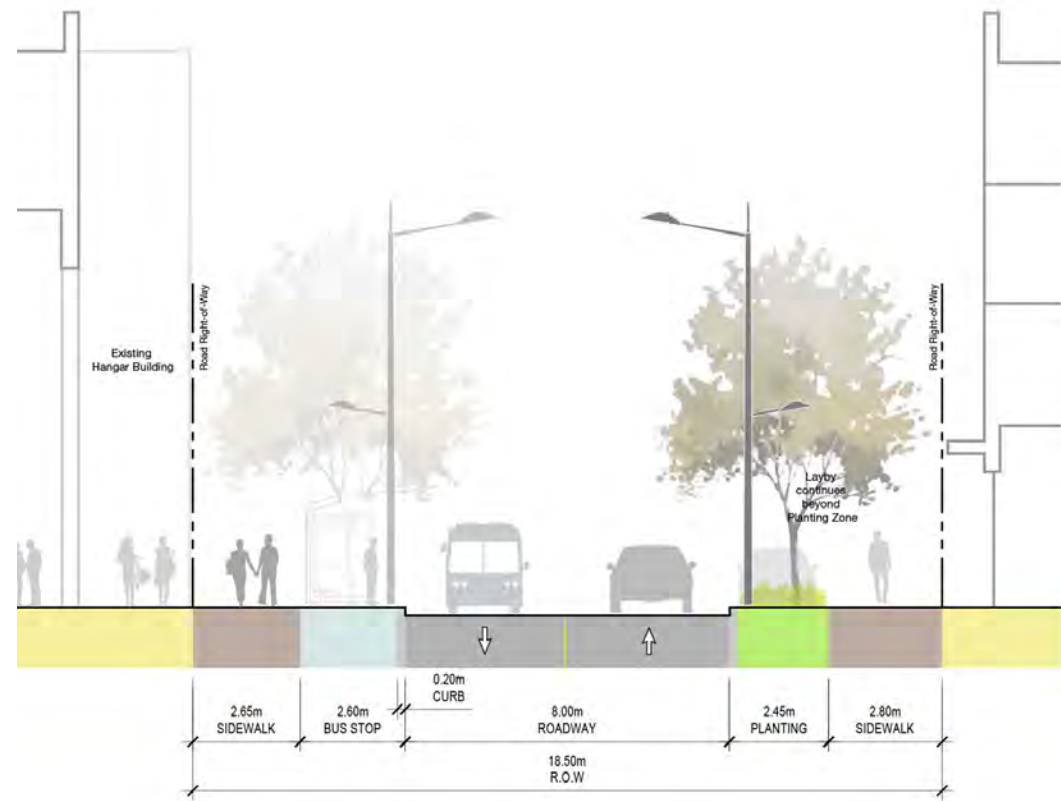 Existing
Hangar Building
Road Right-of-Way
Road Right-of-Way
Layby
continues
beyond
Planting Zone
0.20m
CURB
2.65m
SIDEWALK
2.60m
BUS STOP
8.00m
ROADWAY
2.45m
PLANTING
2.80m
SIDEWALK
18.50m
R.O.W